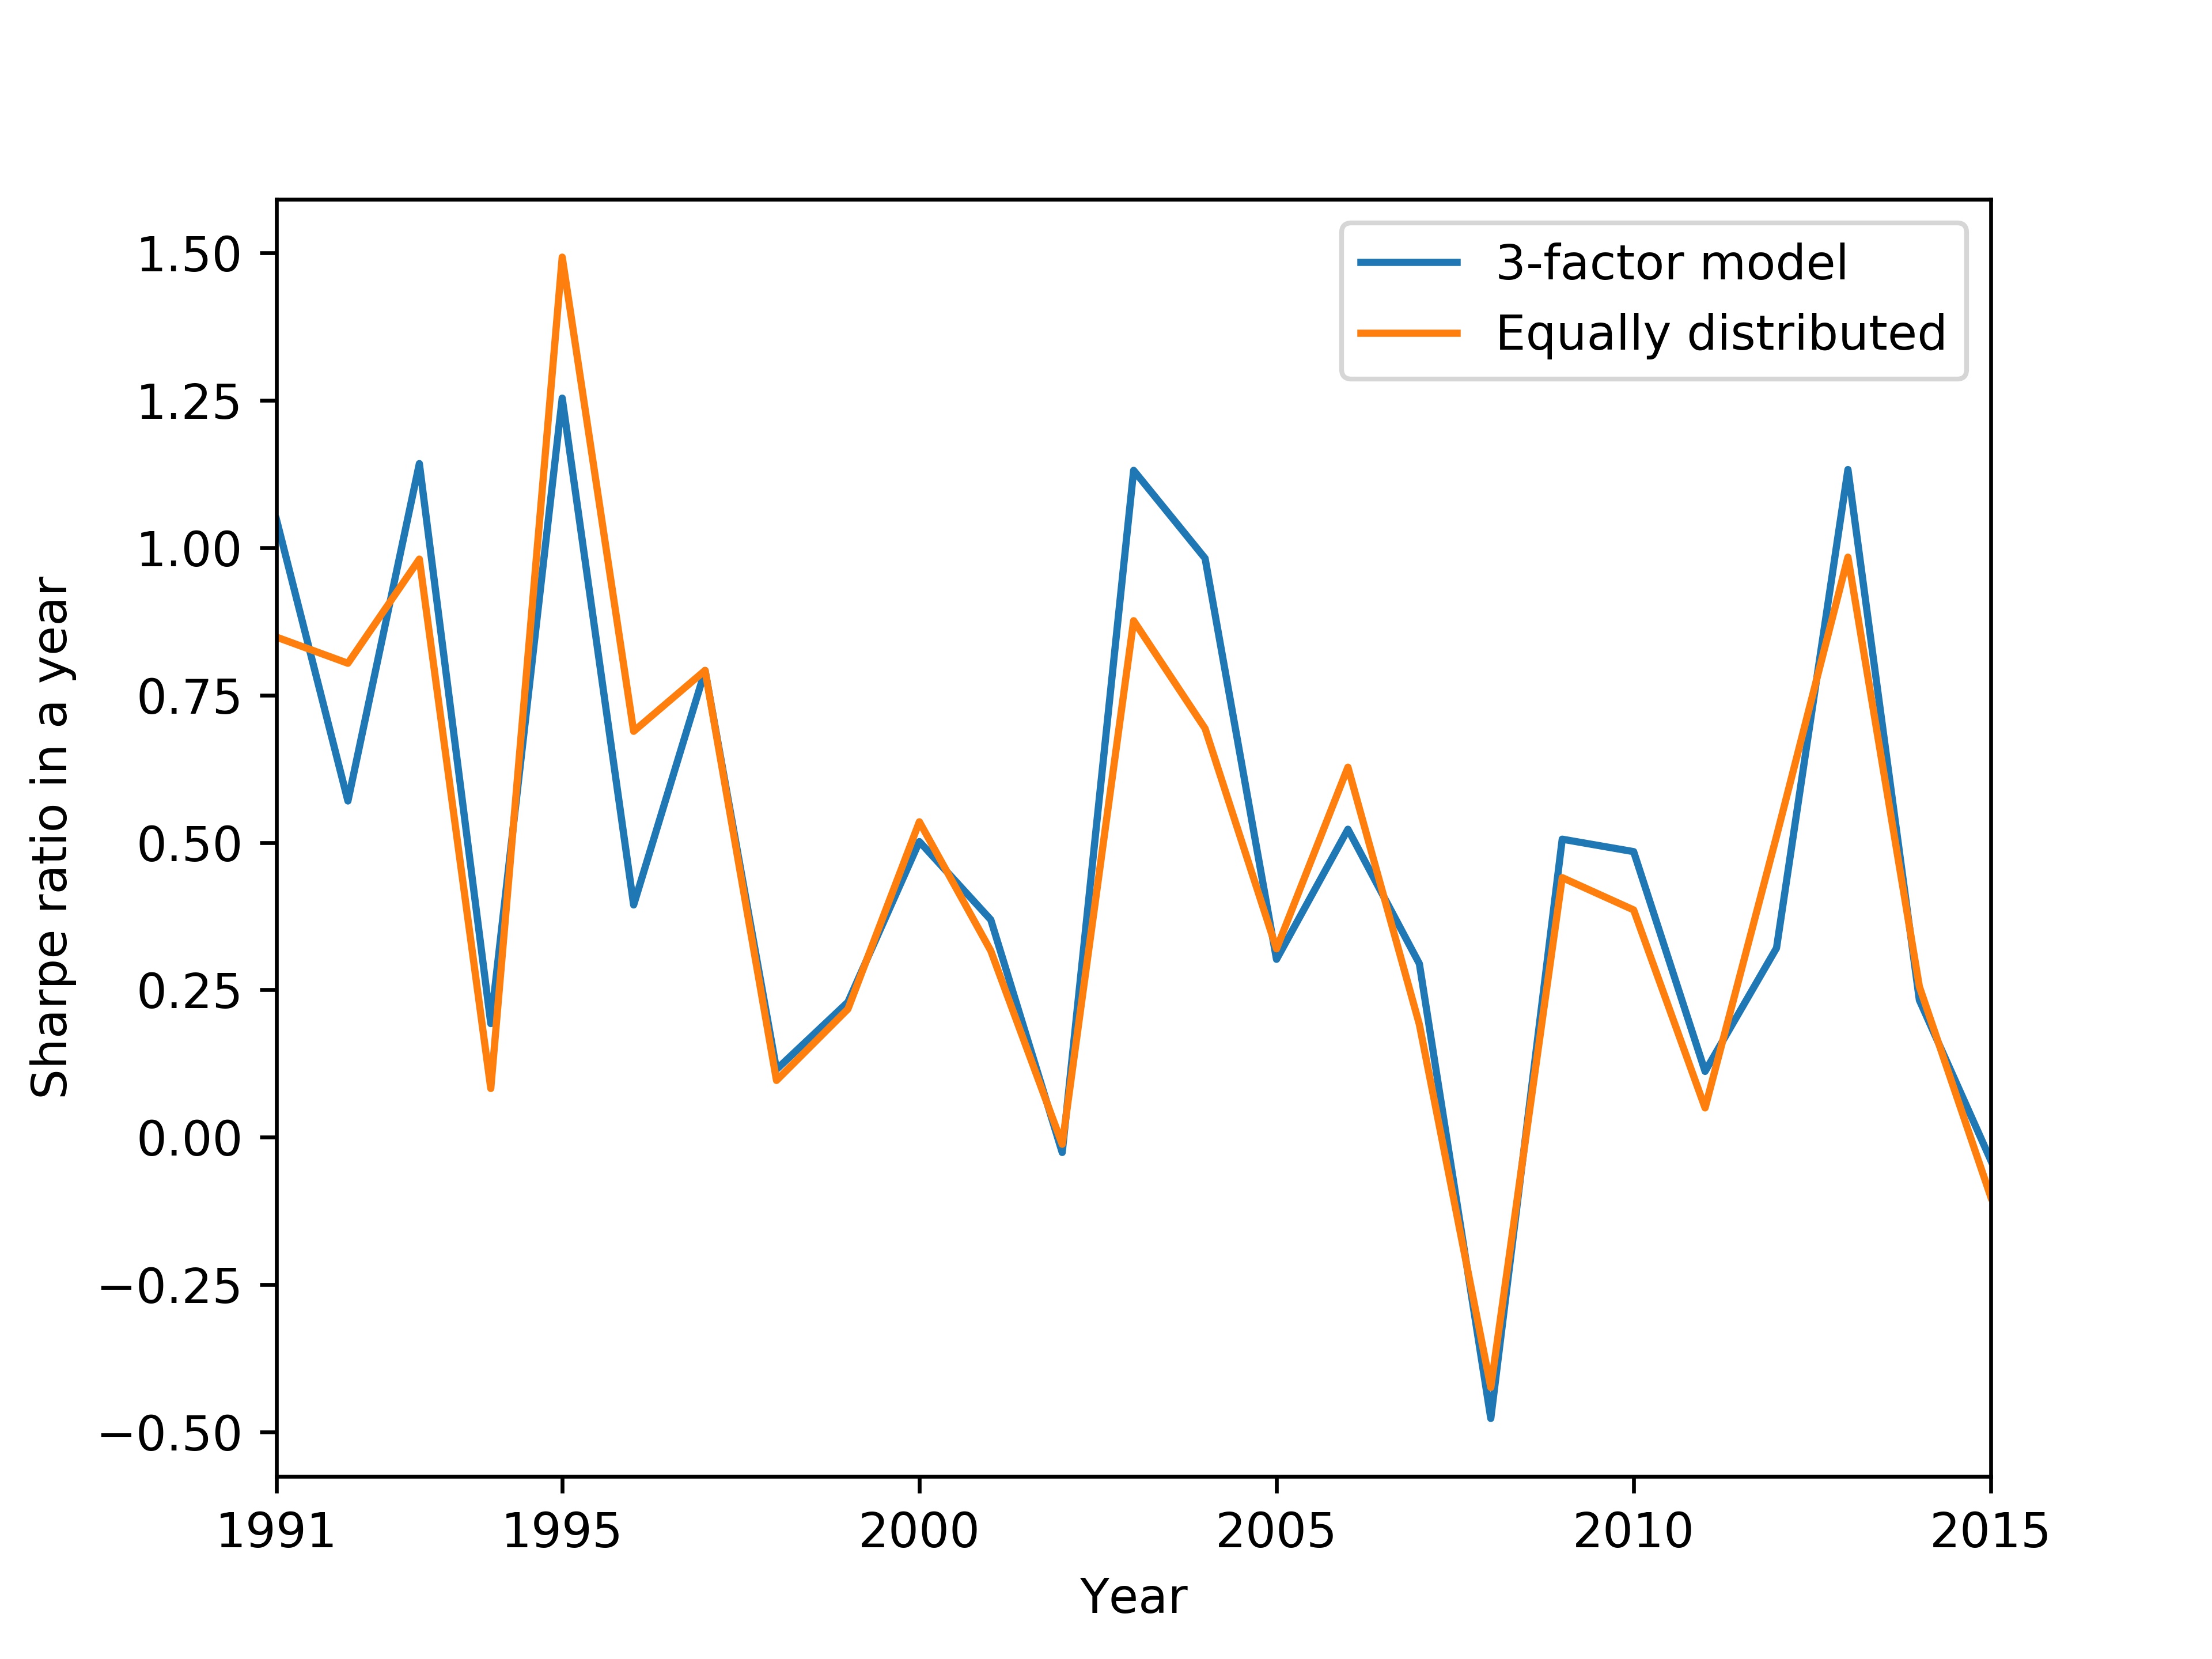 3-factor model
Equally distributed
1.50
1.25
1.00
0.75
0.50
0.25
0.00
−0.25
−0.50
Sharpe ratio in a year
1991 1995 2000 2005 2010 2015
Year